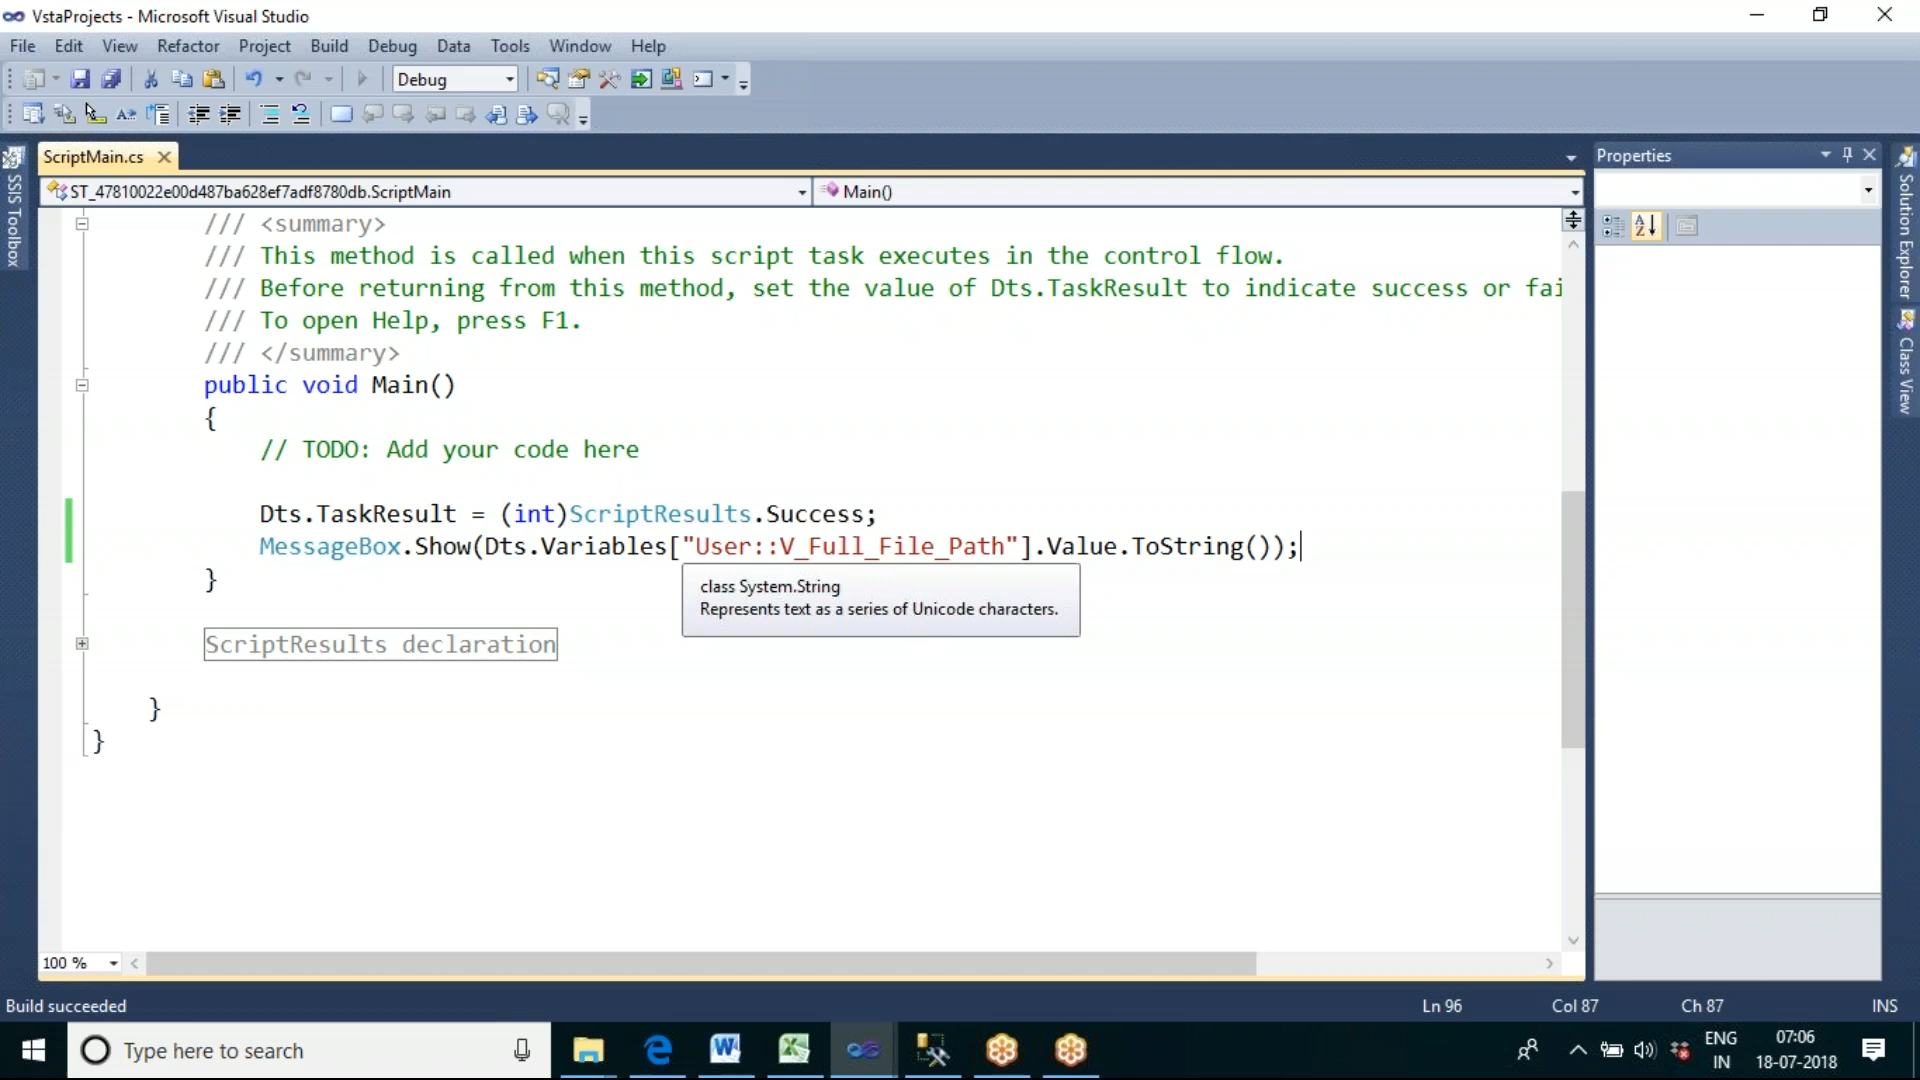 VstaProjects - Microsoft Visual Studio
File Edit View Refactor Project Build Debug Data Tools Window Help
Debug
SSIS Toolbox
ScriptMain.cs
Properties
ST_47810022e00d487ba628ef7adf8780db.ScriptMain
Main()
/// <summary>
/// This method is called when this script task executes in the control flow.
/// Before returning from this method, set the value of Dts.TaskResult to indicate success or fai
/// To open Help, press F1.
/// </summary>
public void Main()
{
// TODO: Add your code here
Dts.TaskResult = (int)ScriptResults.Success;
MessageBox.Show(Dts.Variables["User::V_Full_File_Path"].Value.ToString());
}
class System.String
Represents text as a series of Unicode characters.
ScriptResults declaration
}
}
Solution Explorer
Class View
100 %
Build succeeded
Ln 96 Col 87 Ch 87 INS
Type here to search
ENG
IN
07:06
18-07-2018